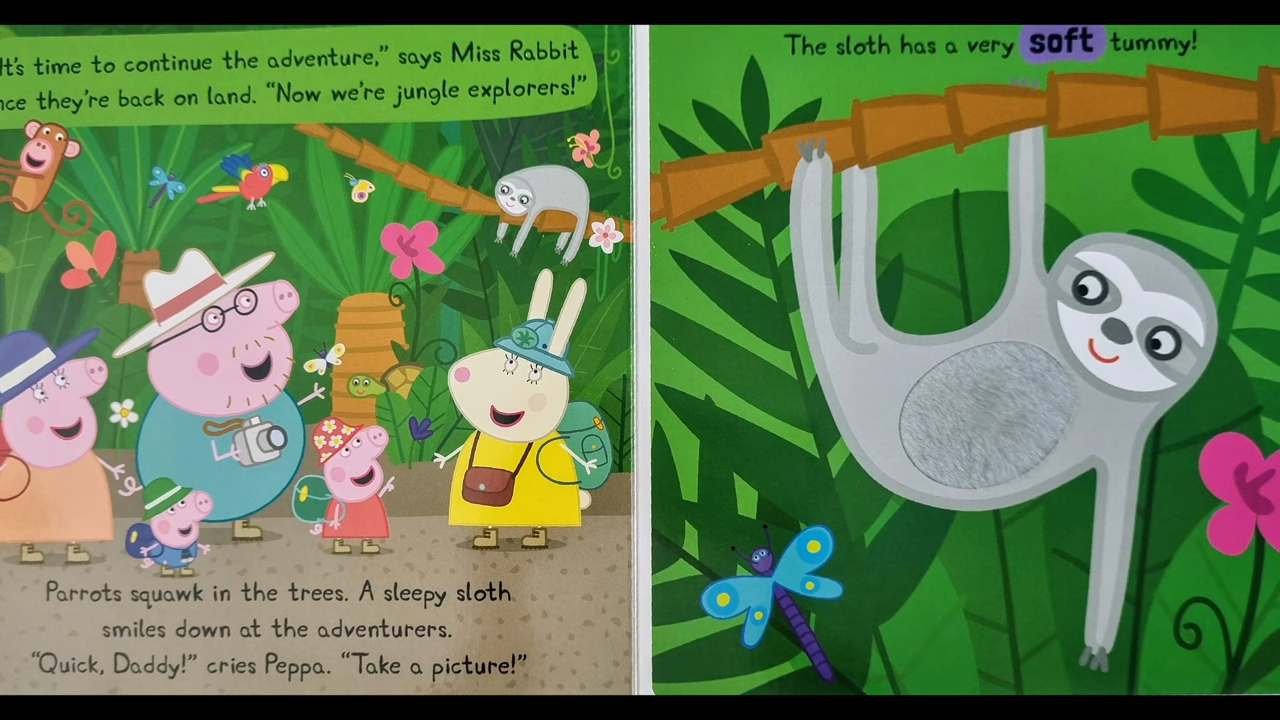 It's time to continue the adventure,” says Miss Rabbit
nce they're back on land. “Now we're jungle explorers!”
Parrots squawk in the trees. A sleepy sloth
smiles down at the adventurers.
“Quick, Daddy!” cries Peppa. “Take a picture!”
The sloth has a very soft tummy!